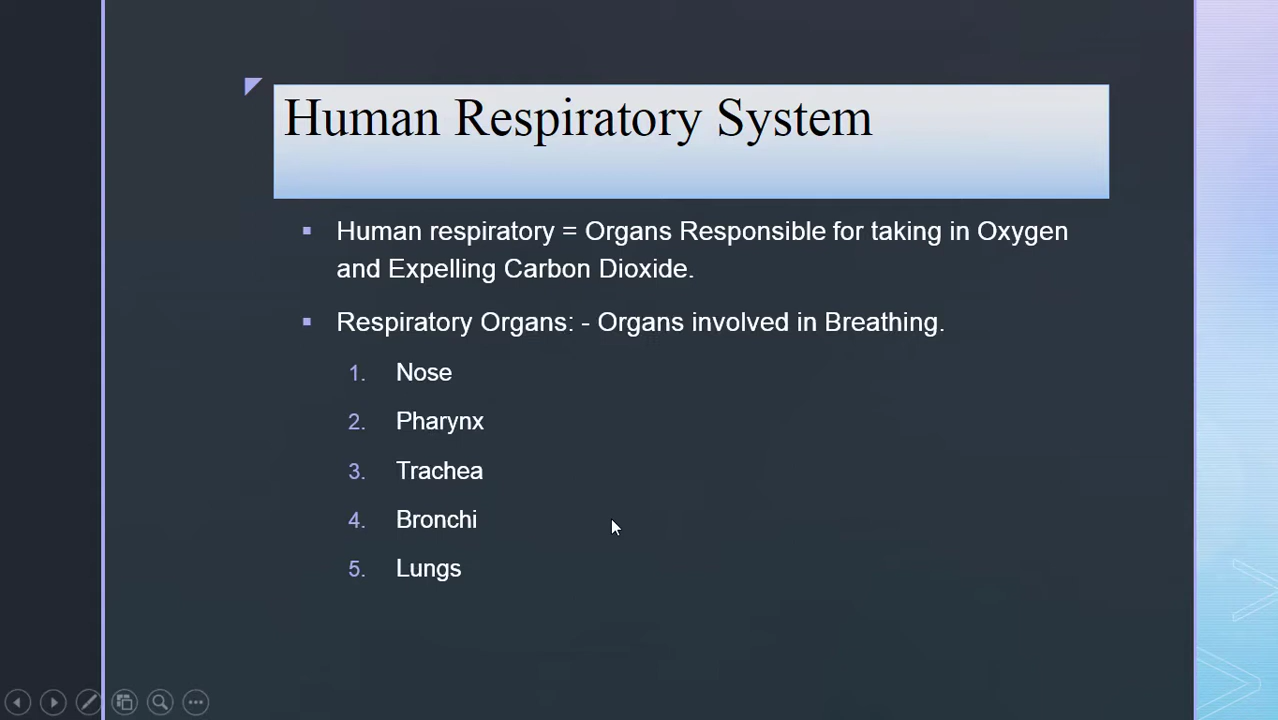 Human Respiratory System
▪ Human respiratory = Organs Responsible for taking in Oxygen
and Expelling Carbon Dioxide.
▪ Respiratory Organs: - Organs involved in Breathing.
1. Nose
2. Pharynx
3. Trachea
4. Bronchi
5. Lungs